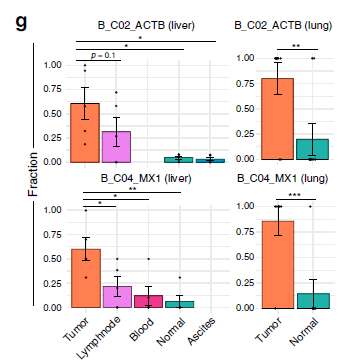 g
B_C02_ACTB (liver)
B_C02_ACTB (lung)
*
*
p = 0.1
**
1.00
0.75
0.50
0.25
0.00
1.00
0.75
0.50
0.25
0.00
Fraction
B_C04_MX1 (liver)
B_C04_MX1 (lung)
**
*
*
***
1.00
0.75
0.50
0.25
0.00
1.00
0.75
0.50
0.25
0.00
Tumor
Lymphnode
Blood
Normal
Ascites
Tumor
Normal